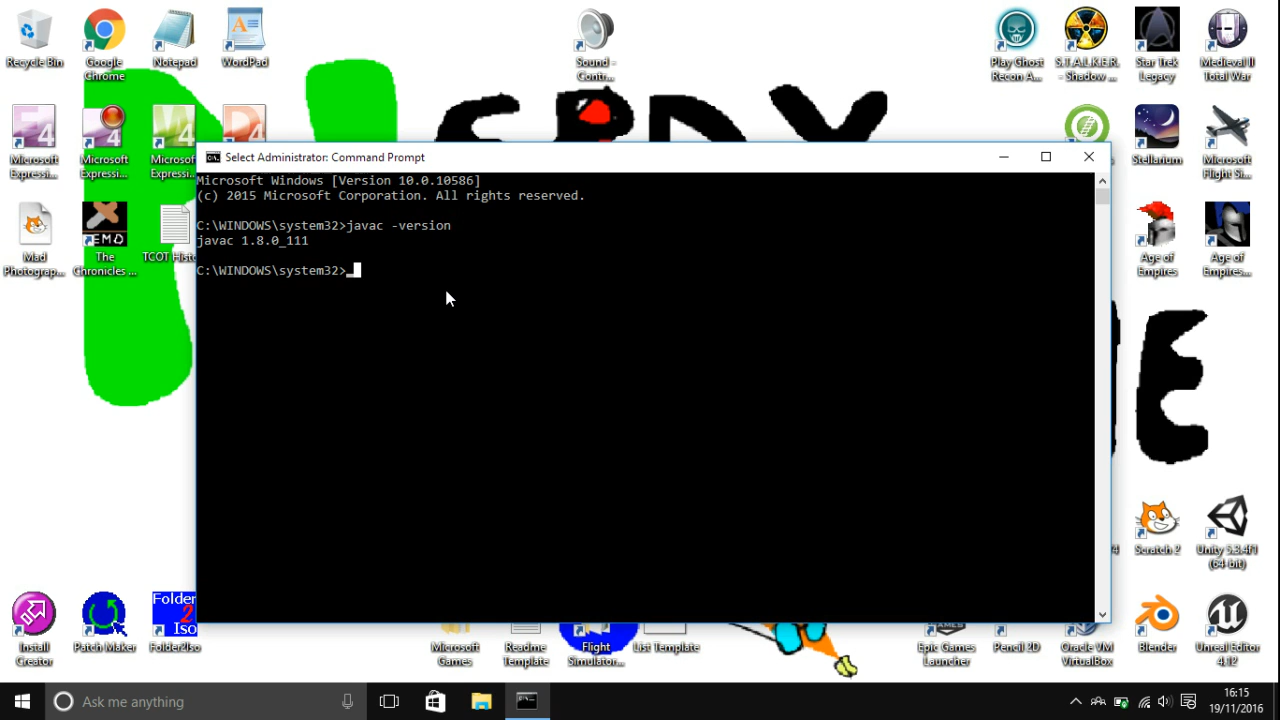 Recycle Bin
Google
Chrome
Notepad
WordPad
Sound -
Contr...
Play Ghost
Recon A...
S.T.A.L.K.E.R.
- Shadow ...
Star Trek
Legacy
Medieval II
Total War
Microsoft
Expressi...
Microsoft
Expressi...
Microsoft
Expressi...
Stellarium
Microsoft
Flight Si...
Mad
Photograp...
EMD
The
Chronicles ...
TCOT Histo
Age of
Empires
Age of
Empires...
Select Administrator: Command Prompt
Microsoft Windows [Version 10.0.10586]
(c) 2015 Microsoft Corporation. All rights reserved.
C:\WINDOWS\system32>javac -version
javac 1.8.0_111
C:\WINDOWS\system32>_
Scratch 2
Unity 5.3.4f1
(64-bit)
Install
Creator
Patch Maker
Folder
2
Iso
Folder2Iso
Microsoft
Games
Readme
Template
Flight
Simulator...
List Template
GAMES
Epic Games
Launcher
Pencil 2D
Oracle VM
VirtualBox
Blender
Unreal Editor
4.12
Ask me anything
16:15
19/11/2016